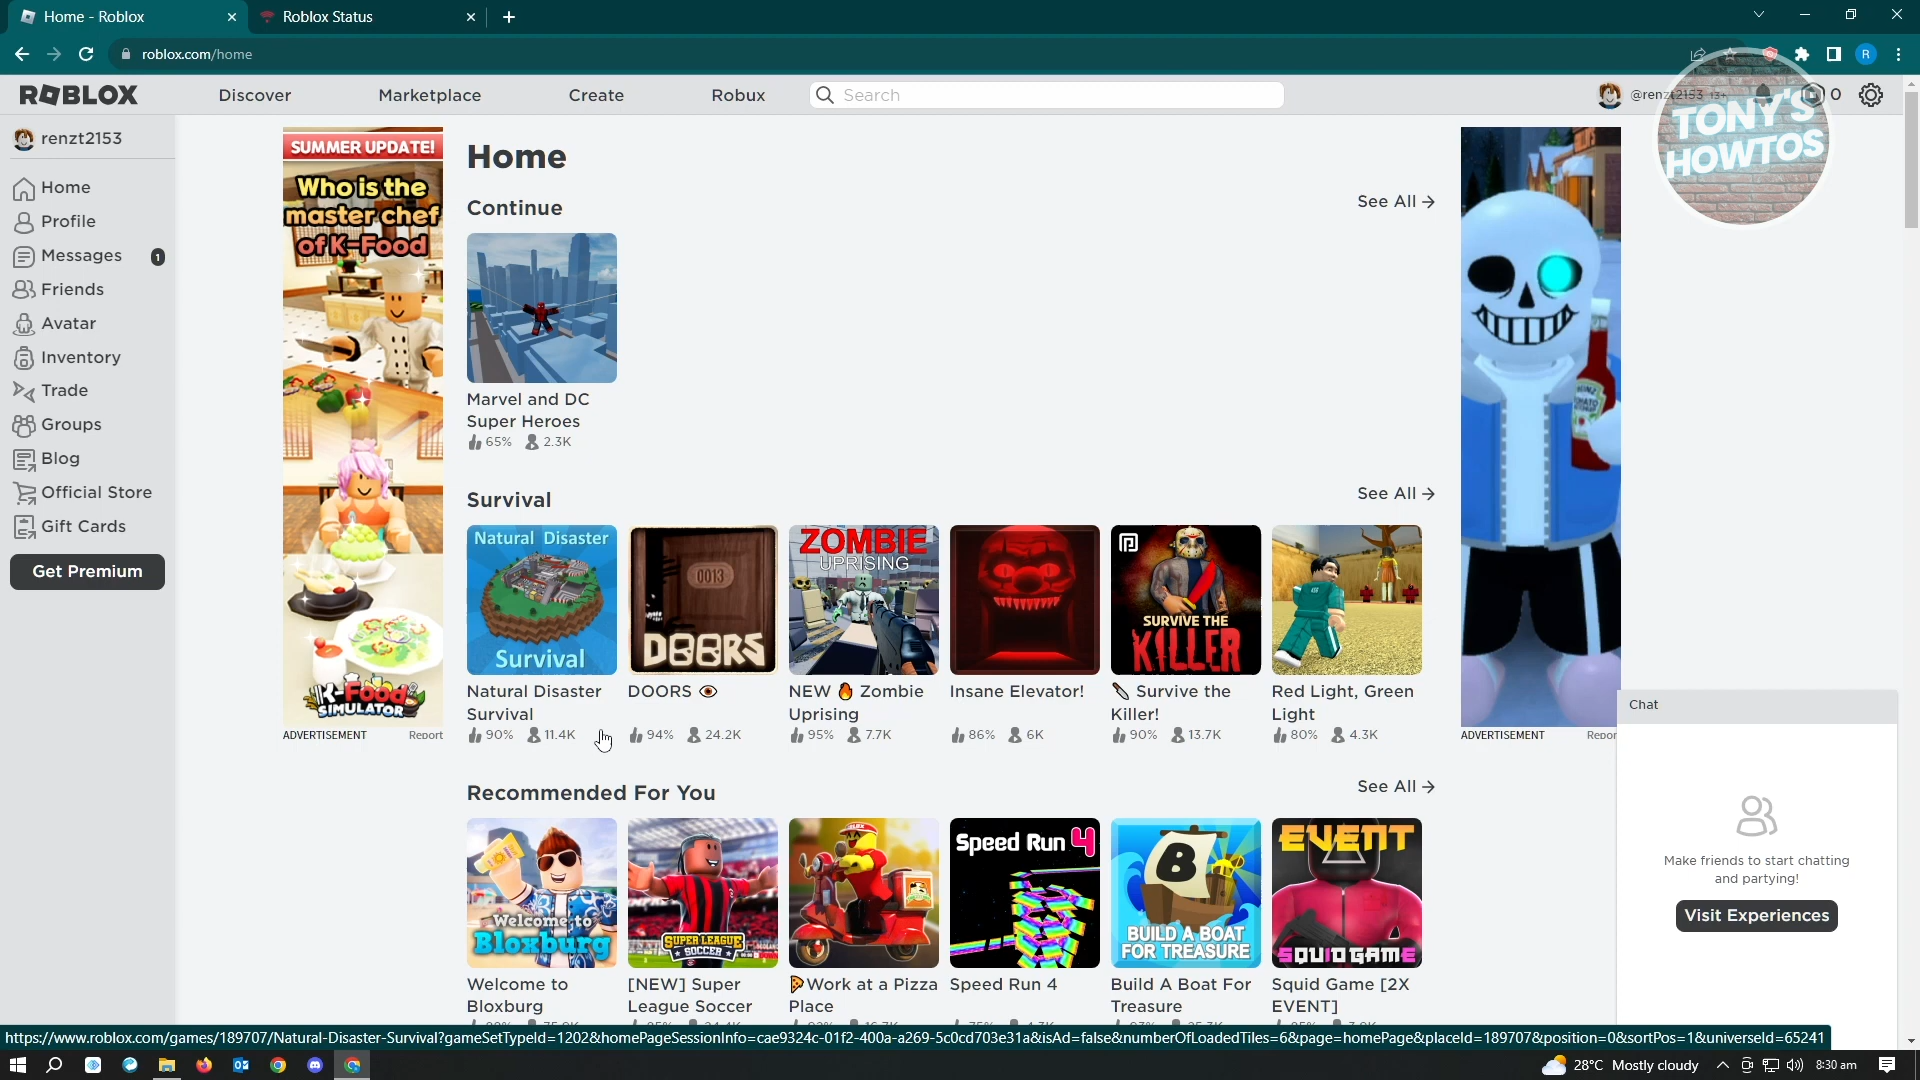 Home - Roblox
Roblox Status
roblox.com/home
R
ROBLOX
Discover
Marketplace
Create
Robux
Search
@renzt2153 13+
0
TONY'S
HOWTOS
renzt2153
Home
Profile
Messages
1
Friends
Avatar
Inventory
Trade
Groups
Blog
Official Store
Gift Cards
Get Premium
SUMMER UPDATE!
Who is the
master chef
of K-Food
K-Food
SIMULATOR
ADVERTISEMENT
Report
Home
Continue
See All
Marvel and DC
Super Heroes
65% 2.3K
Survival
See All
Natural Disaster
Survival
0013
DOORS
ZOMBIE
UPRISING
SURVIVE THE
KILLER
Natural Disaster
Survival
90% 11.4K
DOORS
94% 24.2K
NEW 🔥 Zombie
Uprising
95% 7.7K
Insane Elevator!
86% 6K
🔪 Survive the
Killer!
90% 13.7K
Red Light, Green
Light
80% 4.3K
ADVERTISEMENT
Repor
Recommended For You
See All
Welcome to
Bloxburg
SUPER LEAGUE
SOCCER
Speed Run 4
B
BUILD A BOAT
FOR TREASURE
EVENT
SQUID GAME
Welcome to
Bloxburg
[NEW] Super
League Soccer
🍕Work at a Pizza
Place
Speed Run 4
Build A Boat For
Treasure
Squid Game [2X
EVENT]
Chat
Make friends to start chatting
and partying!
Visit Experiences
https://www.roblox.com/games/189707/Natural-Disaster-Survival?gameSetTypeId=1202&homePageSessionInfo=cae9324c-01f2-400a-a269-5c0cd703e31a&isAd=false&numberOfLoadedTiles=6&page=homePage&placeId=189707&position=0&sortPos=1&universeId=65241
28°C Mostly cloudy
8:30 am